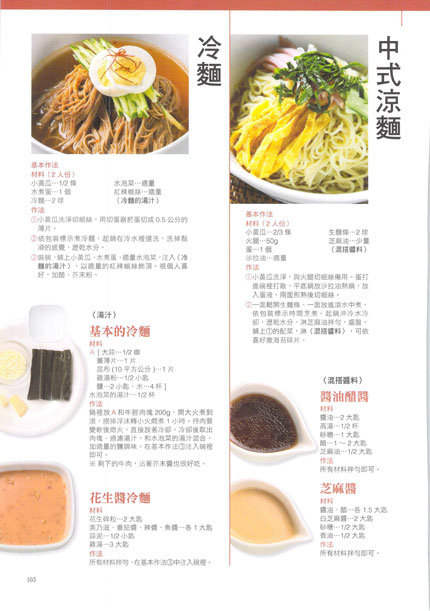 冷麵
基本作法
材料(2人份)
小黃瓜…1/2 條
水煮蛋…1 個
冷麵…2 球
水泡菜…適量
紅辣椒絲…適量
〈冷麵的湯汁〉
作法
①小黃瓜洗淨切細絲。用切蛋器把蛋切成 0.5 公分的
薄片。
②依包裝標示煮冷麵。起鍋在冷水裡搓洗,洗掉黏
滑的感覺,瀝乾水分。
③裝碗,鋪上小黃瓜、水煮蛋、適量水泡菜,注入〈冷
麵的湯汁〉。以適量的紅辣椒絲飾頂。視個人喜
好,加醋、芥末粉。
〈湯汁〉
基本的冷麵
材料
A [ 大蒜…1/2 瓣
薑薄片…1 片
昆布 (10 平方公分)…1 片
雞湯粉…1/2 小匙
鹽…2 小匙、水…4 杯 ]
水泡菜的湯汁…1/2 杯
作法
鍋裡放A和牛唇肉塊 200g,開大火煮到
滾,撈掉浮沫轉小火燜煮 1 小時。待肉質
變軟後熄火,直接放著冷卻。冷卻後取出
肉塊,過濾湯汁,和水泡菜的湯汁混合。
加適量的鹽調味。在基本作法③注入碗裡
即可。
※ 剩下的牛肉,沾著芥末醬也很好吃。
花生醬冷麵
材料
花生碎粒…2 大匙
美乃滋、番茄醬、辣醬、魚醬…各 1 大匙
蒜泥…1/2 小匙
雞湯…3 大匙
作法
所有材料拌勻。在基本作法③中注入碗裡。
103
中式涼麵
基本作法
材料(2人份)
小黃瓜…2/3 條
火腿…50g
蛋…1 個
沙拉油…適量
生麵條…2 球
芝麻油…少量
〈混搭醬料〉
作法
①小黃瓜洗淨,與火腿切細絲備用。蛋打
進碗裡打散。平底鍋放沙拉油熱鍋,放
入蛋液,兩面煎熟後切細絲。
②一面鬆開生麵條,一面放進滾水中煮。
依包裝標示時間烹煮。起鍋沖冷水冷
卻,瀝乾水分。淋芝麻油拌勻,盛盤。
鋪上①的配菜,淋〈混搭醬料〉。可依
喜好撒海苔碎片。
〈混搭醬料〉
醬油醋醬
材料
醬油…2 大匙
高湯…1/2 杯
砂糖…1 大匙
醋…1 ～ 2 大匙
芝麻油…1/2 大匙
作法
所有材料拌勻即可。
芝麻醬
材料
醬油、醋…各 1.5 大匙
白芝麻醬…2 大匙
砂糖…1/2 大匙
香油…1/2 大匙
作法
所有材料拌勻即可。